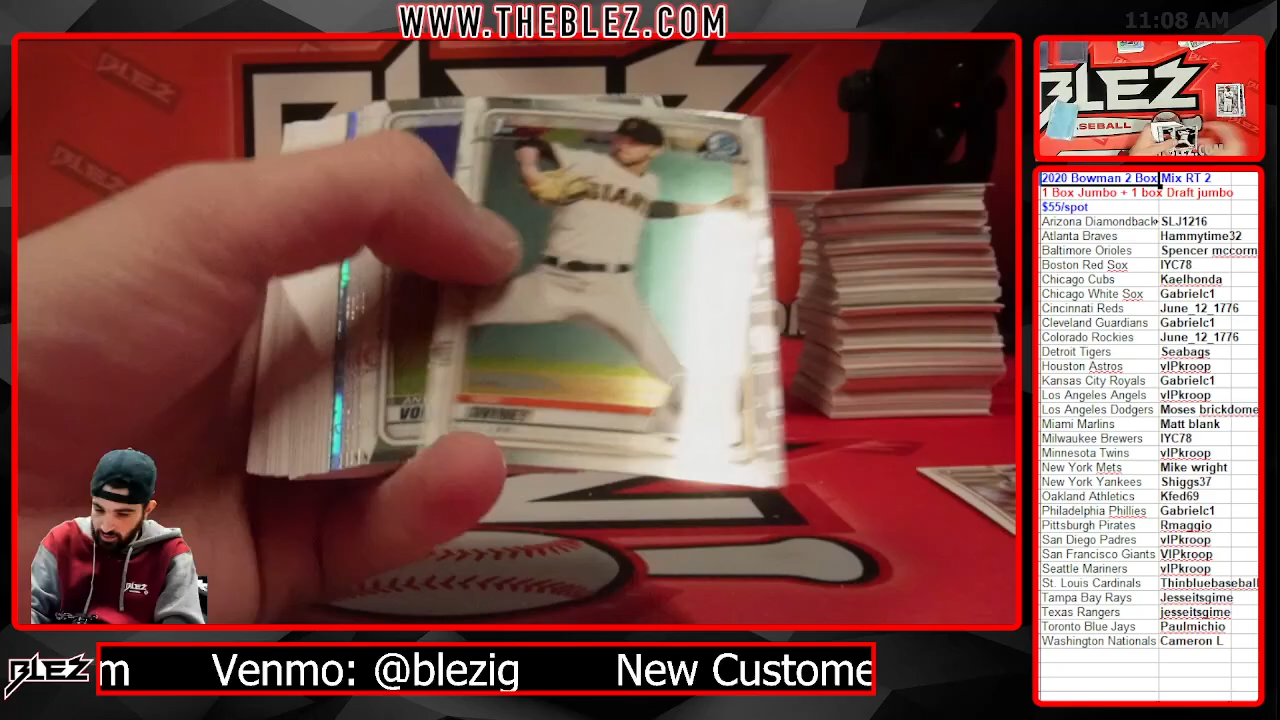 WWW.THEBLEZ.COM
11:08 AM
BLEZ
BLEZ
BLEZ
BASEBALL
GIANTS
2020 Bowman 2 Box Mix RT 2
1 Box Jumbo + 1 box Draft jumbo
$55/spot
Arizona Diamondback SLJ1216
Atlanta Braves Hammytime32
Baltimore Orioles Spencer mccorm
Boston Red Sox IYC78
Chicago Cubs Kaelhonda
Chicago White Sox Gabrielc1
Cincinnati Reds June_12_1776
Cleveland Guardians Gabrielc1
Colorado Rockies June_12_1776
Detroit Tigers Seabags
Houston Astros vIPkroop
Kansas City Royals Gabrielc1
Los Angeles Angels vIPkroop
Los Angeles Dodgers Moses brickdome
Miami Marlins Matt blank
Milwaukee Brewers IYC78
Minnesota Twins vIPkroop
New York Mets Mike wright
New York Yankees Shiggs37
Oakland Athletics Kfed69
Philadelphia Phillies Gabrielc1
Pittsburgh Pirates Rmaggio
San Diego Padres vIPkroop
San Francisco Giants VIPkroop
Seattle Mariners vIPkroop
St. Louis Cardinals Thinbluebaseball
Tampa Bay Rays Jesseitsgime
Texas Rangers jesseitsgime
Toronto Blue Jays Paulmichio
Washington Nationals Cameron L
BLEZ
m Venmo: @blezig New Custome